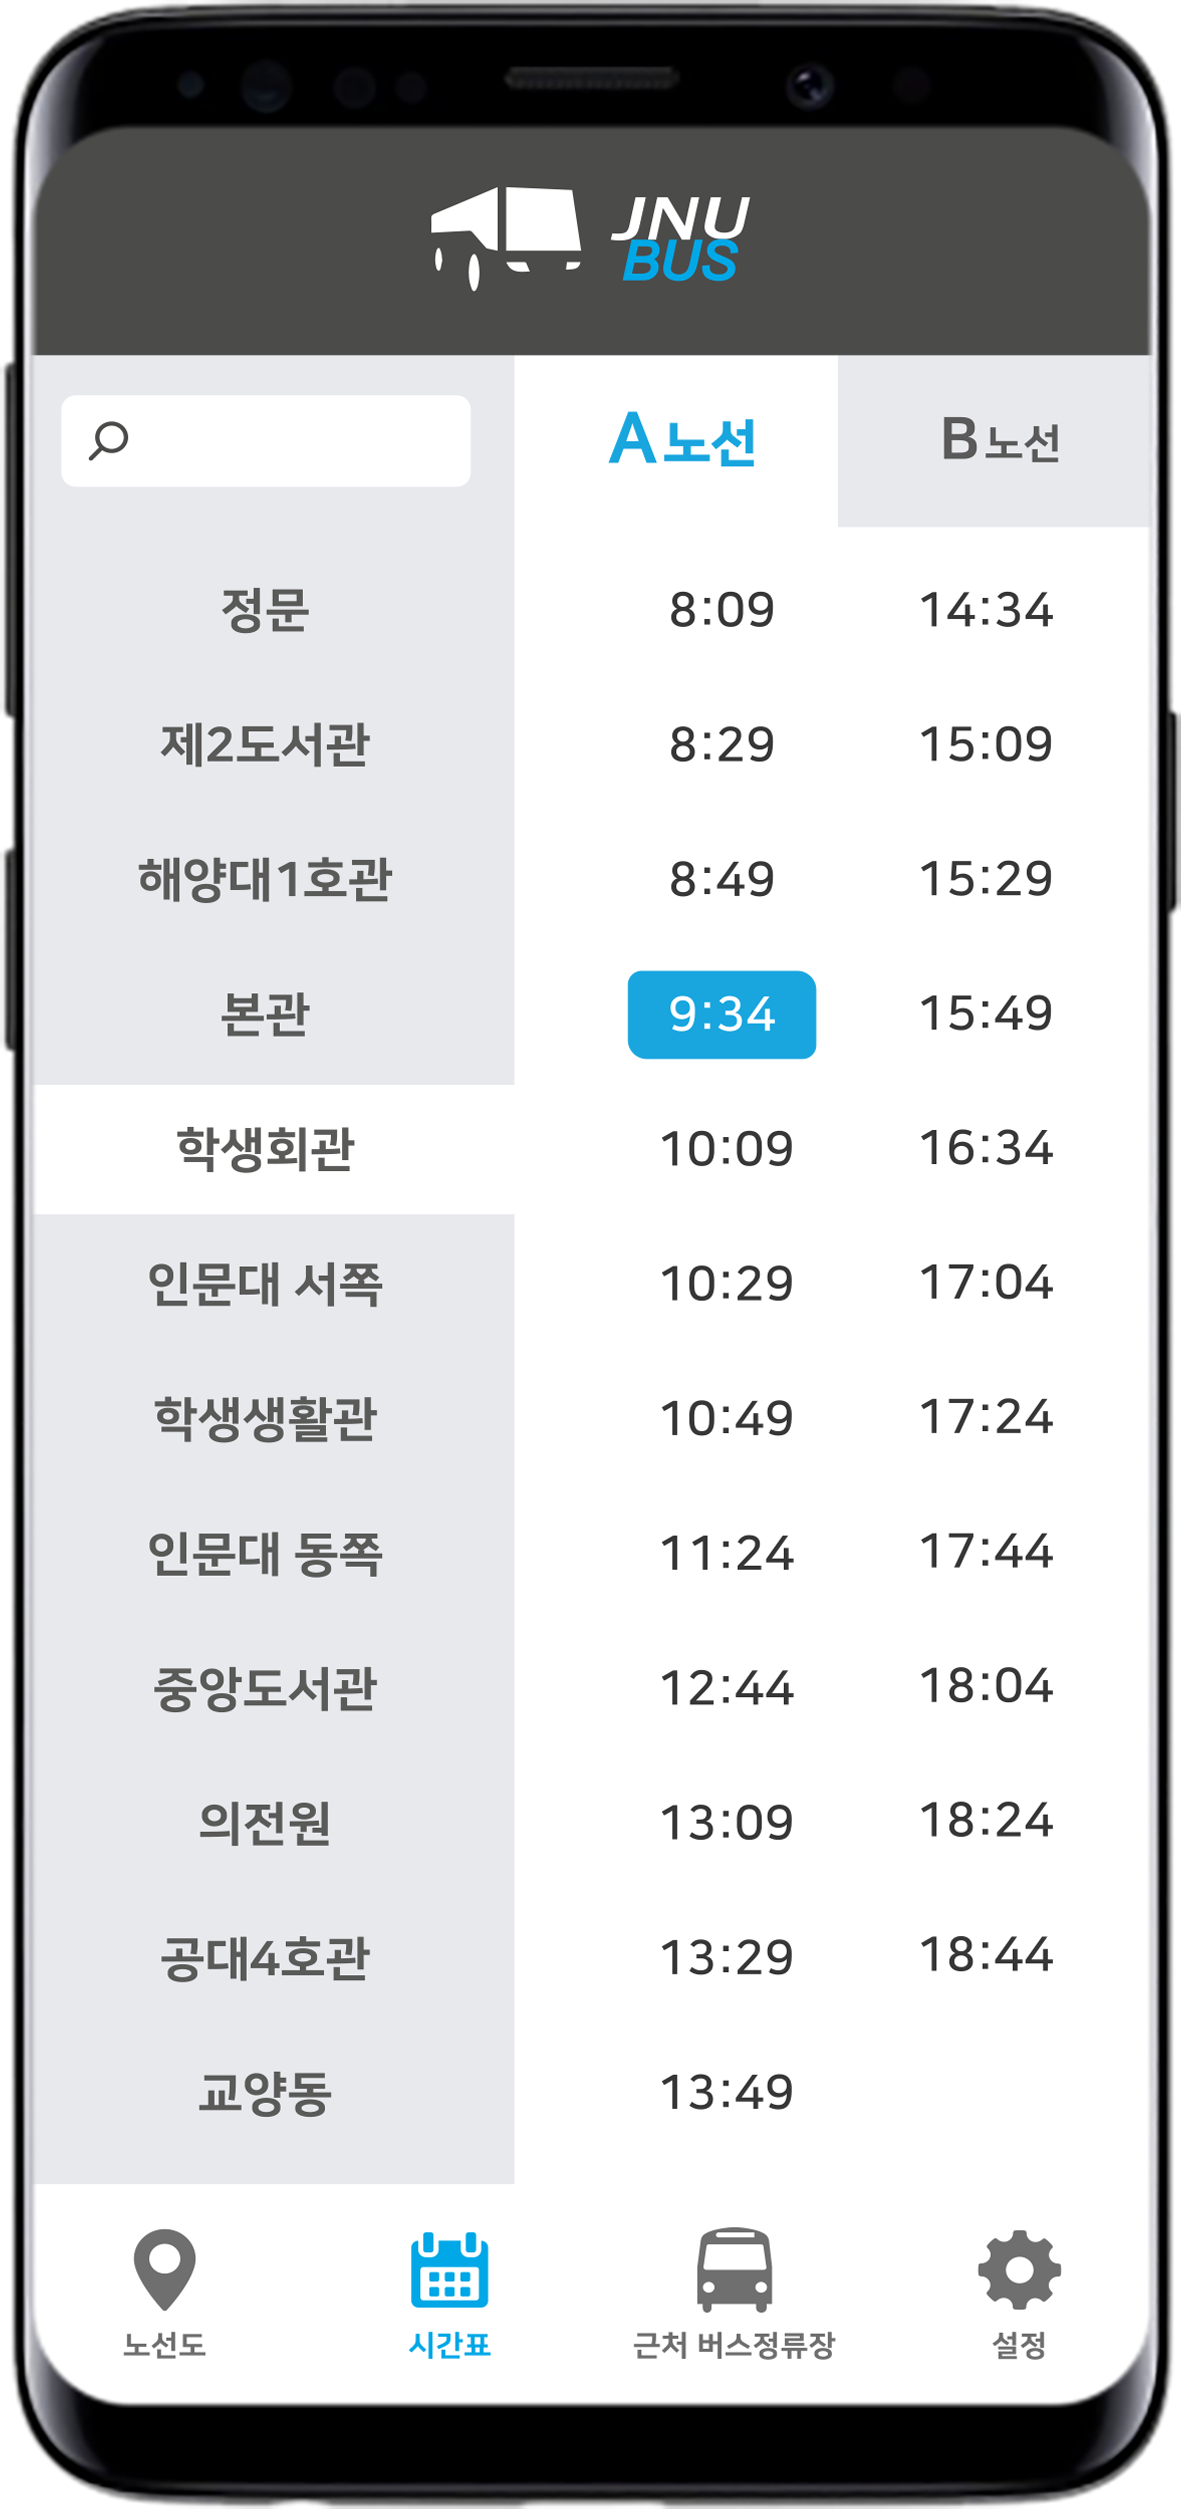 JNU
BUS
A노선 B노선
정문 8:09 14:34
제2도서관 8:29 15:09
해양대1호관 8:49 15:29
본관 9:34 15:49
학생회관 10:09 16:34
인문대 서쪽 10:29 17:04
학생생활관 10:49 17:24
인문대 동쪽 11:24 17:44
중앙도서관 12:44 18:04
의전원 13:09 18:24
공대4호관 13:29 18:44
교양동 13:49
노선도 시간표 근처 버스정류장 설정